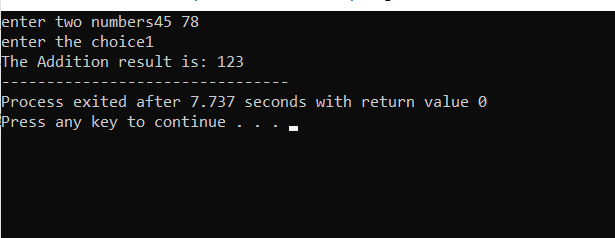 enter two numbers45 78
enter the choice1
The Addition result is: 123
--------------------------------
Process exited after 7.737 seconds with return value 0
Press any key to continue . . .